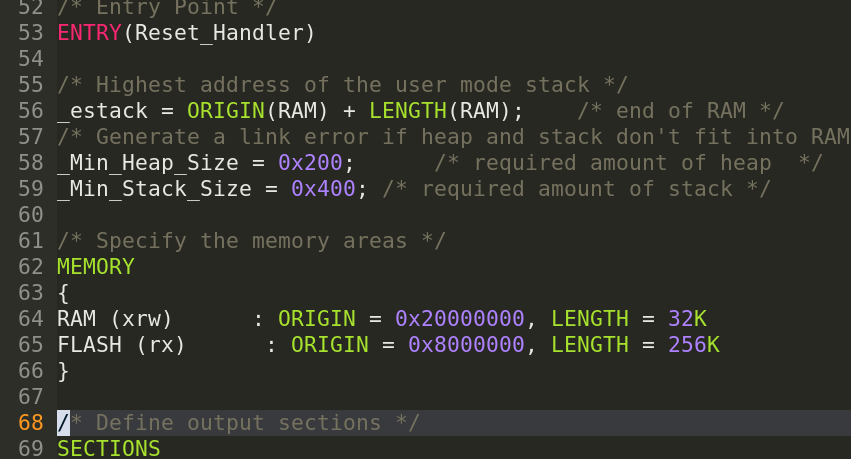 52 /* Entry Point */
53 ENTRY(Reset_Handler)
54
55 /* Highest address of the user mode stack */
56 _estack = ORIGIN(RAM) + LENGTH(RAM);    /* end of RAM */
57 /* Generate a link error if heap and stack don't fit into RAM
58 _Min_Heap_Size = 0x200;      /* required amount of heap  */
59 _Min_Stack_Size = 0x400; /* required amount of stack */
60
61 /* Specify the memory areas */
62 MEMORY
63 {
64 RAM (xrw)      : ORIGIN = 0x20000000, LENGTH = 32K
65 FLASH (rx)      : ORIGIN = 0x8000000, LENGTH = 256K
66 }
67
68 /* Define output sections */
69 SECTIONS